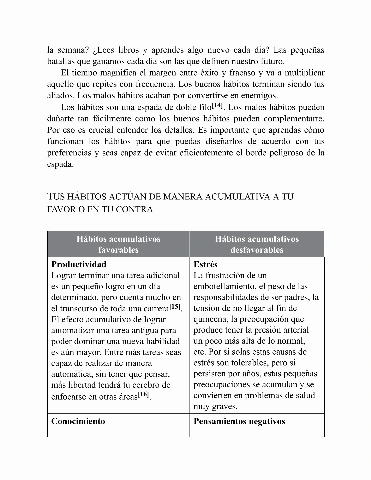 la semana? ¿Lees libros y aprendes algo nuevo cada día? Las pequeñas
batallas que ganamos cada día son las que definen nuestro futuro.
El tiempo magnifica el margen entre éxito y fracaso y va a multiplicar
aquello que repites con frecuencia. Los buenos hábitos terminan siendo tus
aliados. Los malos hábitos acaban por convertirse en enemigos.
Los hábitos son una espada de doble filo[14]. Los malos hábitos pueden
dañarte tan fácilmente como los buenos hábitos pueden complementarte.
Por eso es crucial entender los detalles. Es importante que aprendas cómo
funcionan los hábitos para que puedas diseñarlos de acuerdo con tus
preferencias y seas capaz de evitar eficientemente el borde peligroso de la
espada.
TUS HÁBITOS ACTÚAN DE MANERA ACUMULATIVA A TU
FAVOR O EN TU CONTRA
Hábitos acumulativos
favorables
Productividad
Lograr terminar una tarea adicional
es un pequeño logro en un día
determinado, pero cuenta mucho en
el transcurso de toda una carrera[15].
El efecto acumulativo de lograr
automatizar una tarea antigua para
poder dominar una nueva habilidad
es aún mayor. Entre más tareas seas
capaz de realizar de manera
automática, sin tener que pensar,
más libertad tendrá tu cerebro de
enfocarse en otras áreas[16].
Conocimiento
Hábitos acumulativos
desfavorables
Estrés
La frustración de un
embotellamiento, el peso de las
responsabilidades de ser padres, la
tensión de no llegar al fin de
quincena, la preocupación que
produce tener la presión arterial
un poco más alta de lo normal,
etc. Por sí solas estas causas de
estrés son tolerables, pero si
persisten por años, estas pequeñas
preocupaciones se acumulan y se
convierten en problemas de salud
muy graves.
Pensamientos negativos